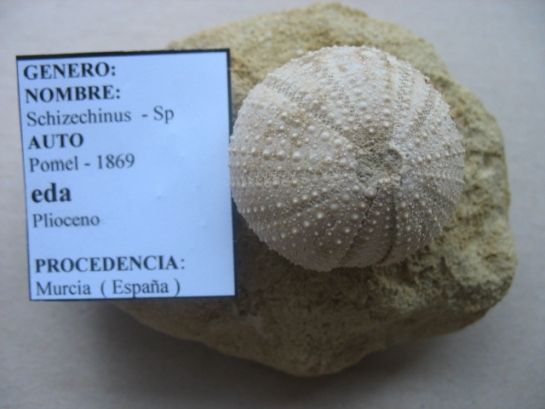 GENERO:
NOMBRE:
Schizechinus - Sp
AUTO
Pomel - 1869
eda
Plioceno
PROCEDENCIA:
Murcia ( España )